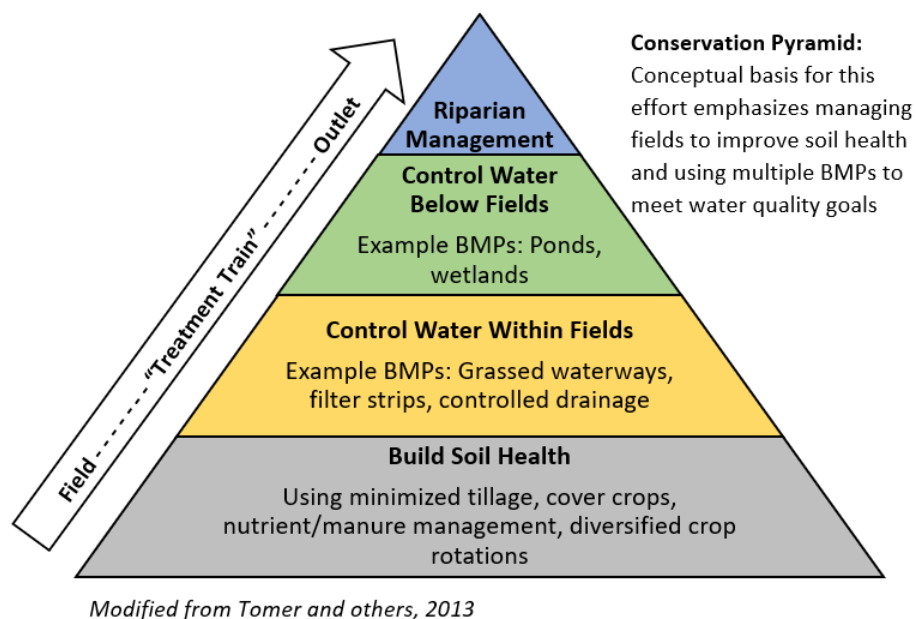 Conservation Pyramid:
Conceptual basis for this
effort emphasizes managing
fields to improve soil health
and using multiple BMPs to
meet water quality goals
Field - - - - - - “Treatment Train” - - - - - - Outlet
Riparian
Management
Control Water
Below Fields
Example BMPs: Ponds,
wetlands
Control Water Within Fields
Example BMPs: Grassed waterways,
filter strips, controlled drainage
Build Soil Health
Using minimized tillage, cover crops,
nutrient/manure management, diversified crop
rotations
Modified from Tomer and others, 2013